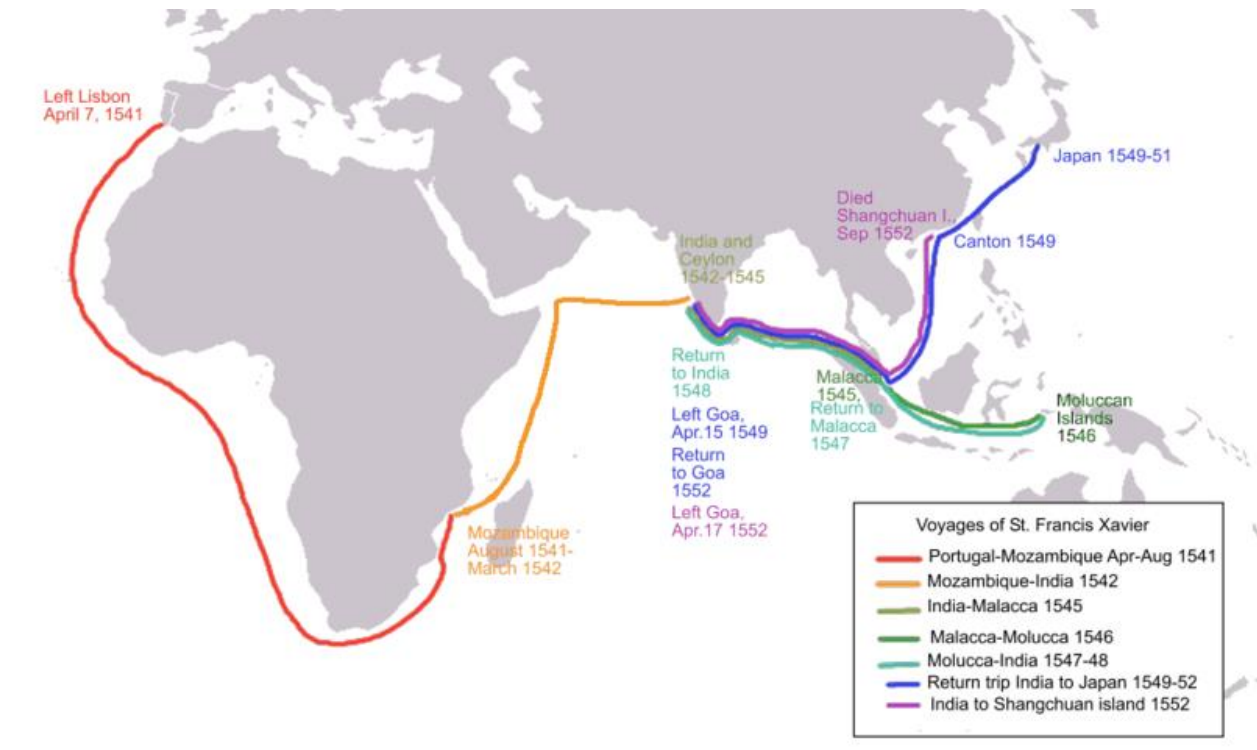 Left Lisbon
April 7, 1541
Japan 1549-51
Died
Shangchuan I.,
Sep 1552
Canton 1549
India and
Ceylon
1542-1545
Return
to India
1548
Malacca
1545,
Return to
Malacca
1547
Moluccan
Islands
1546
Left Goa,
Apr.15 1549
Return
to Goa
1552
Left Goa,
Apr.17 1552
Mozambique
August 1541-
March 1542
Voyages of St. Francis Xavier
Portugal-Mozambique Apr-Aug 1541
Mozambique-India 1542
India-Malacca 1545
Malacca-Molucca 1546
Molucca-India 1547-48
Return trip India to Japan 1549-52
India to Shangchuan island 1552